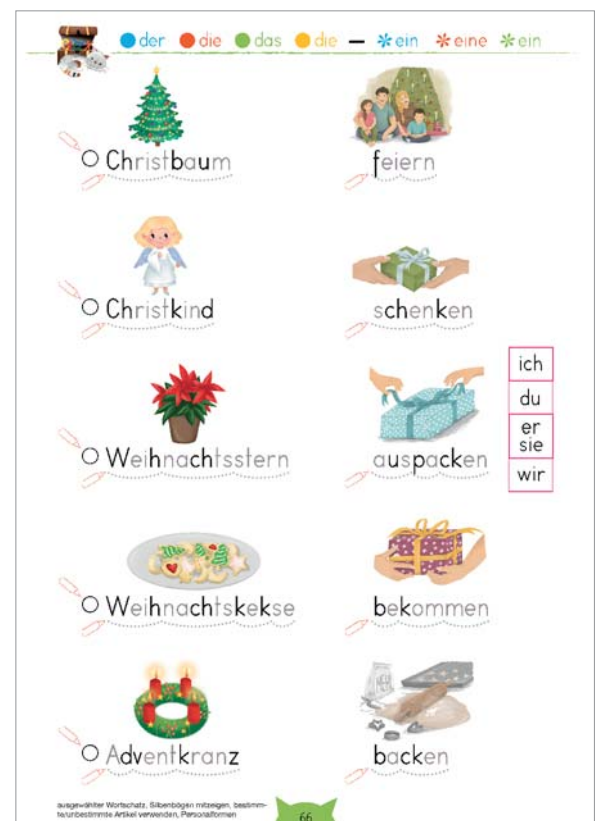 der die das die – ein eine ein
Christbaum
feiern
Christkind
schenken
Weihnachtsstern
auspacken
ich
du
er
sie
wir
Weihnachtskekse
bekommen
Adventkranz
backen
ausgewählter Wortschatz, Silbenbögen mitzeigen, bestimm-
te/unbestimmte Artikel verwenden, Personalformen
66